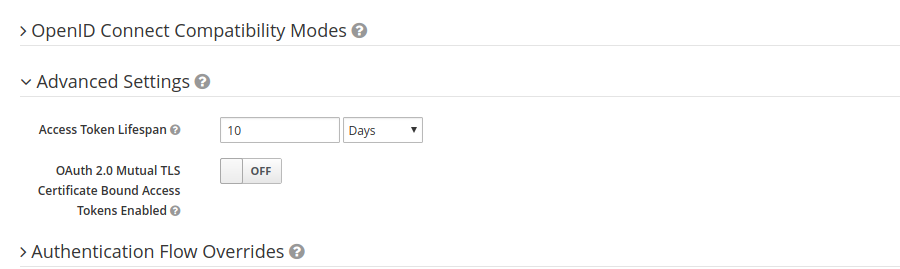 OpenID Connect Compatibility Modes
Advanced Settings
Access Token Lifespan
10
Days
OAuth 2.0 Mutual TLS
Certificate Bound Access
Tokens Enabled
OFF
Authentication Flow Overrides